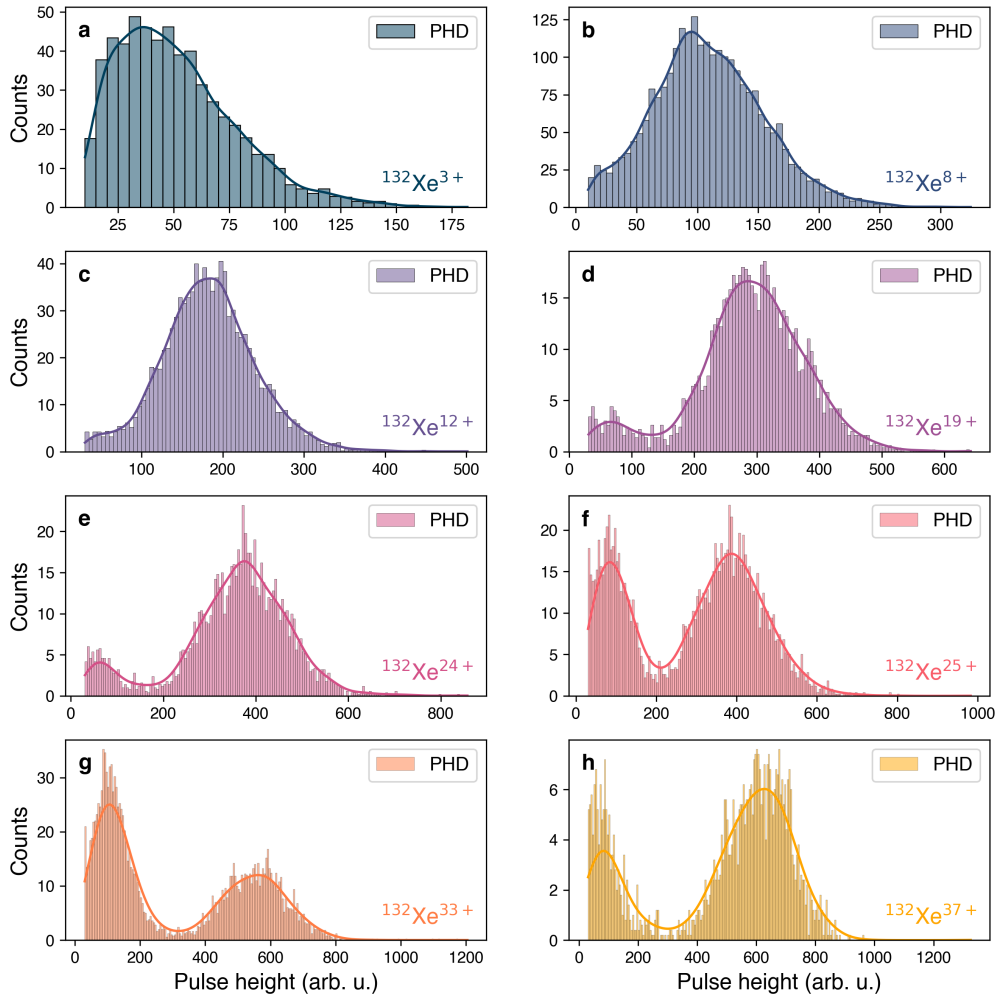 a
PHD
50
40
30
20
10
0
Counts
¹³²Xe³⁺
25 50 75 100 125 150 175
b
PHD
125
100
75
50
25
0
¹³²Xe⁸⁺
0 50 100 150 200 250 300
c
PHD
40
30
20
10
0
Counts
¹³²Xe¹²⁺
100 200 300 400 500
d
PHD
15
10
5
0
¹³²Xe¹⁹⁺
0 100 200 300 400 500 600
e
PHD
20
15
10
5
0
Counts
¹³²Xe²⁴⁺
0 200 400 600 800
f
PHD
20
15
10
5
0
¹³²Xe²⁵⁺
0 200 400 600 800 1000
g
PHD
30
20
10
0
Counts
¹³²Xe³³⁺
0 200 400 600 800 1000 1200
Pulse height (arb. u.)
h
PHD
6
4
2
0
¹³²Xe³⁷⁺
0 200 400 600 800 1000 1200
Pulse height (arb. u.)